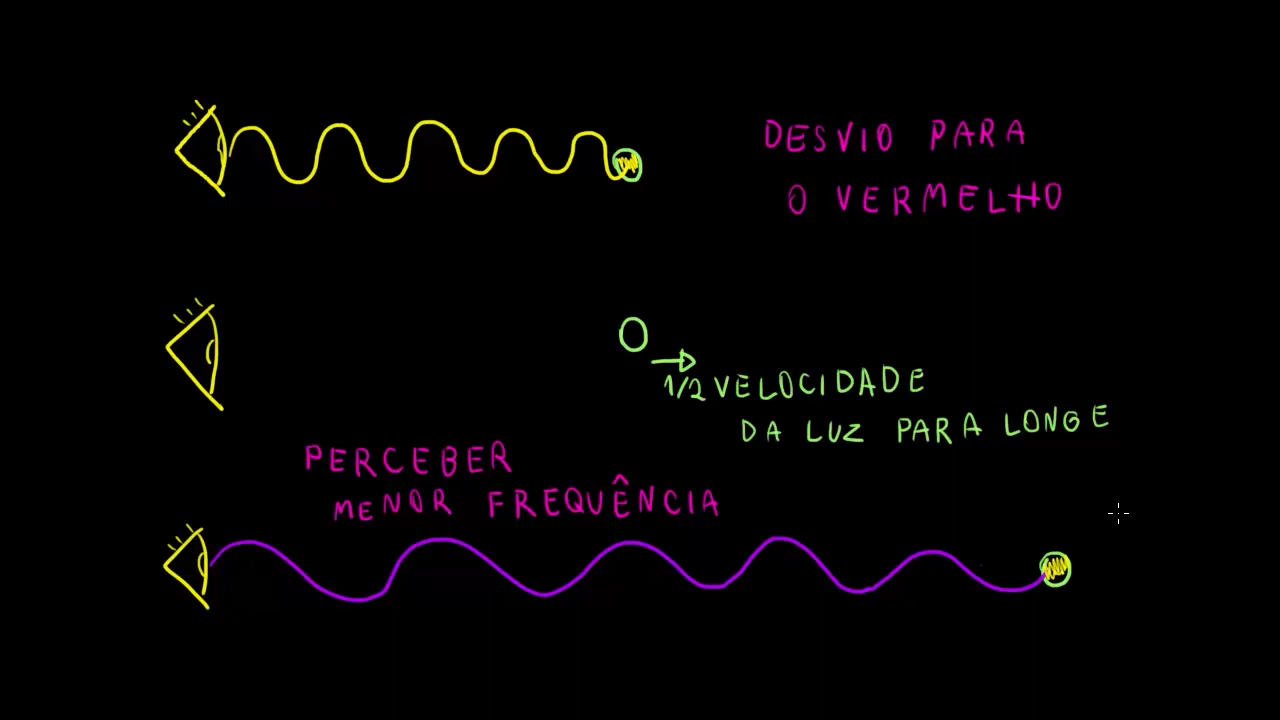 DESVIO PARA
O VERMELHO
1/2 VELOCIDADE
DA LUZ PARA LONGE
PERCEBER
MENOR FREQUÊNCIA